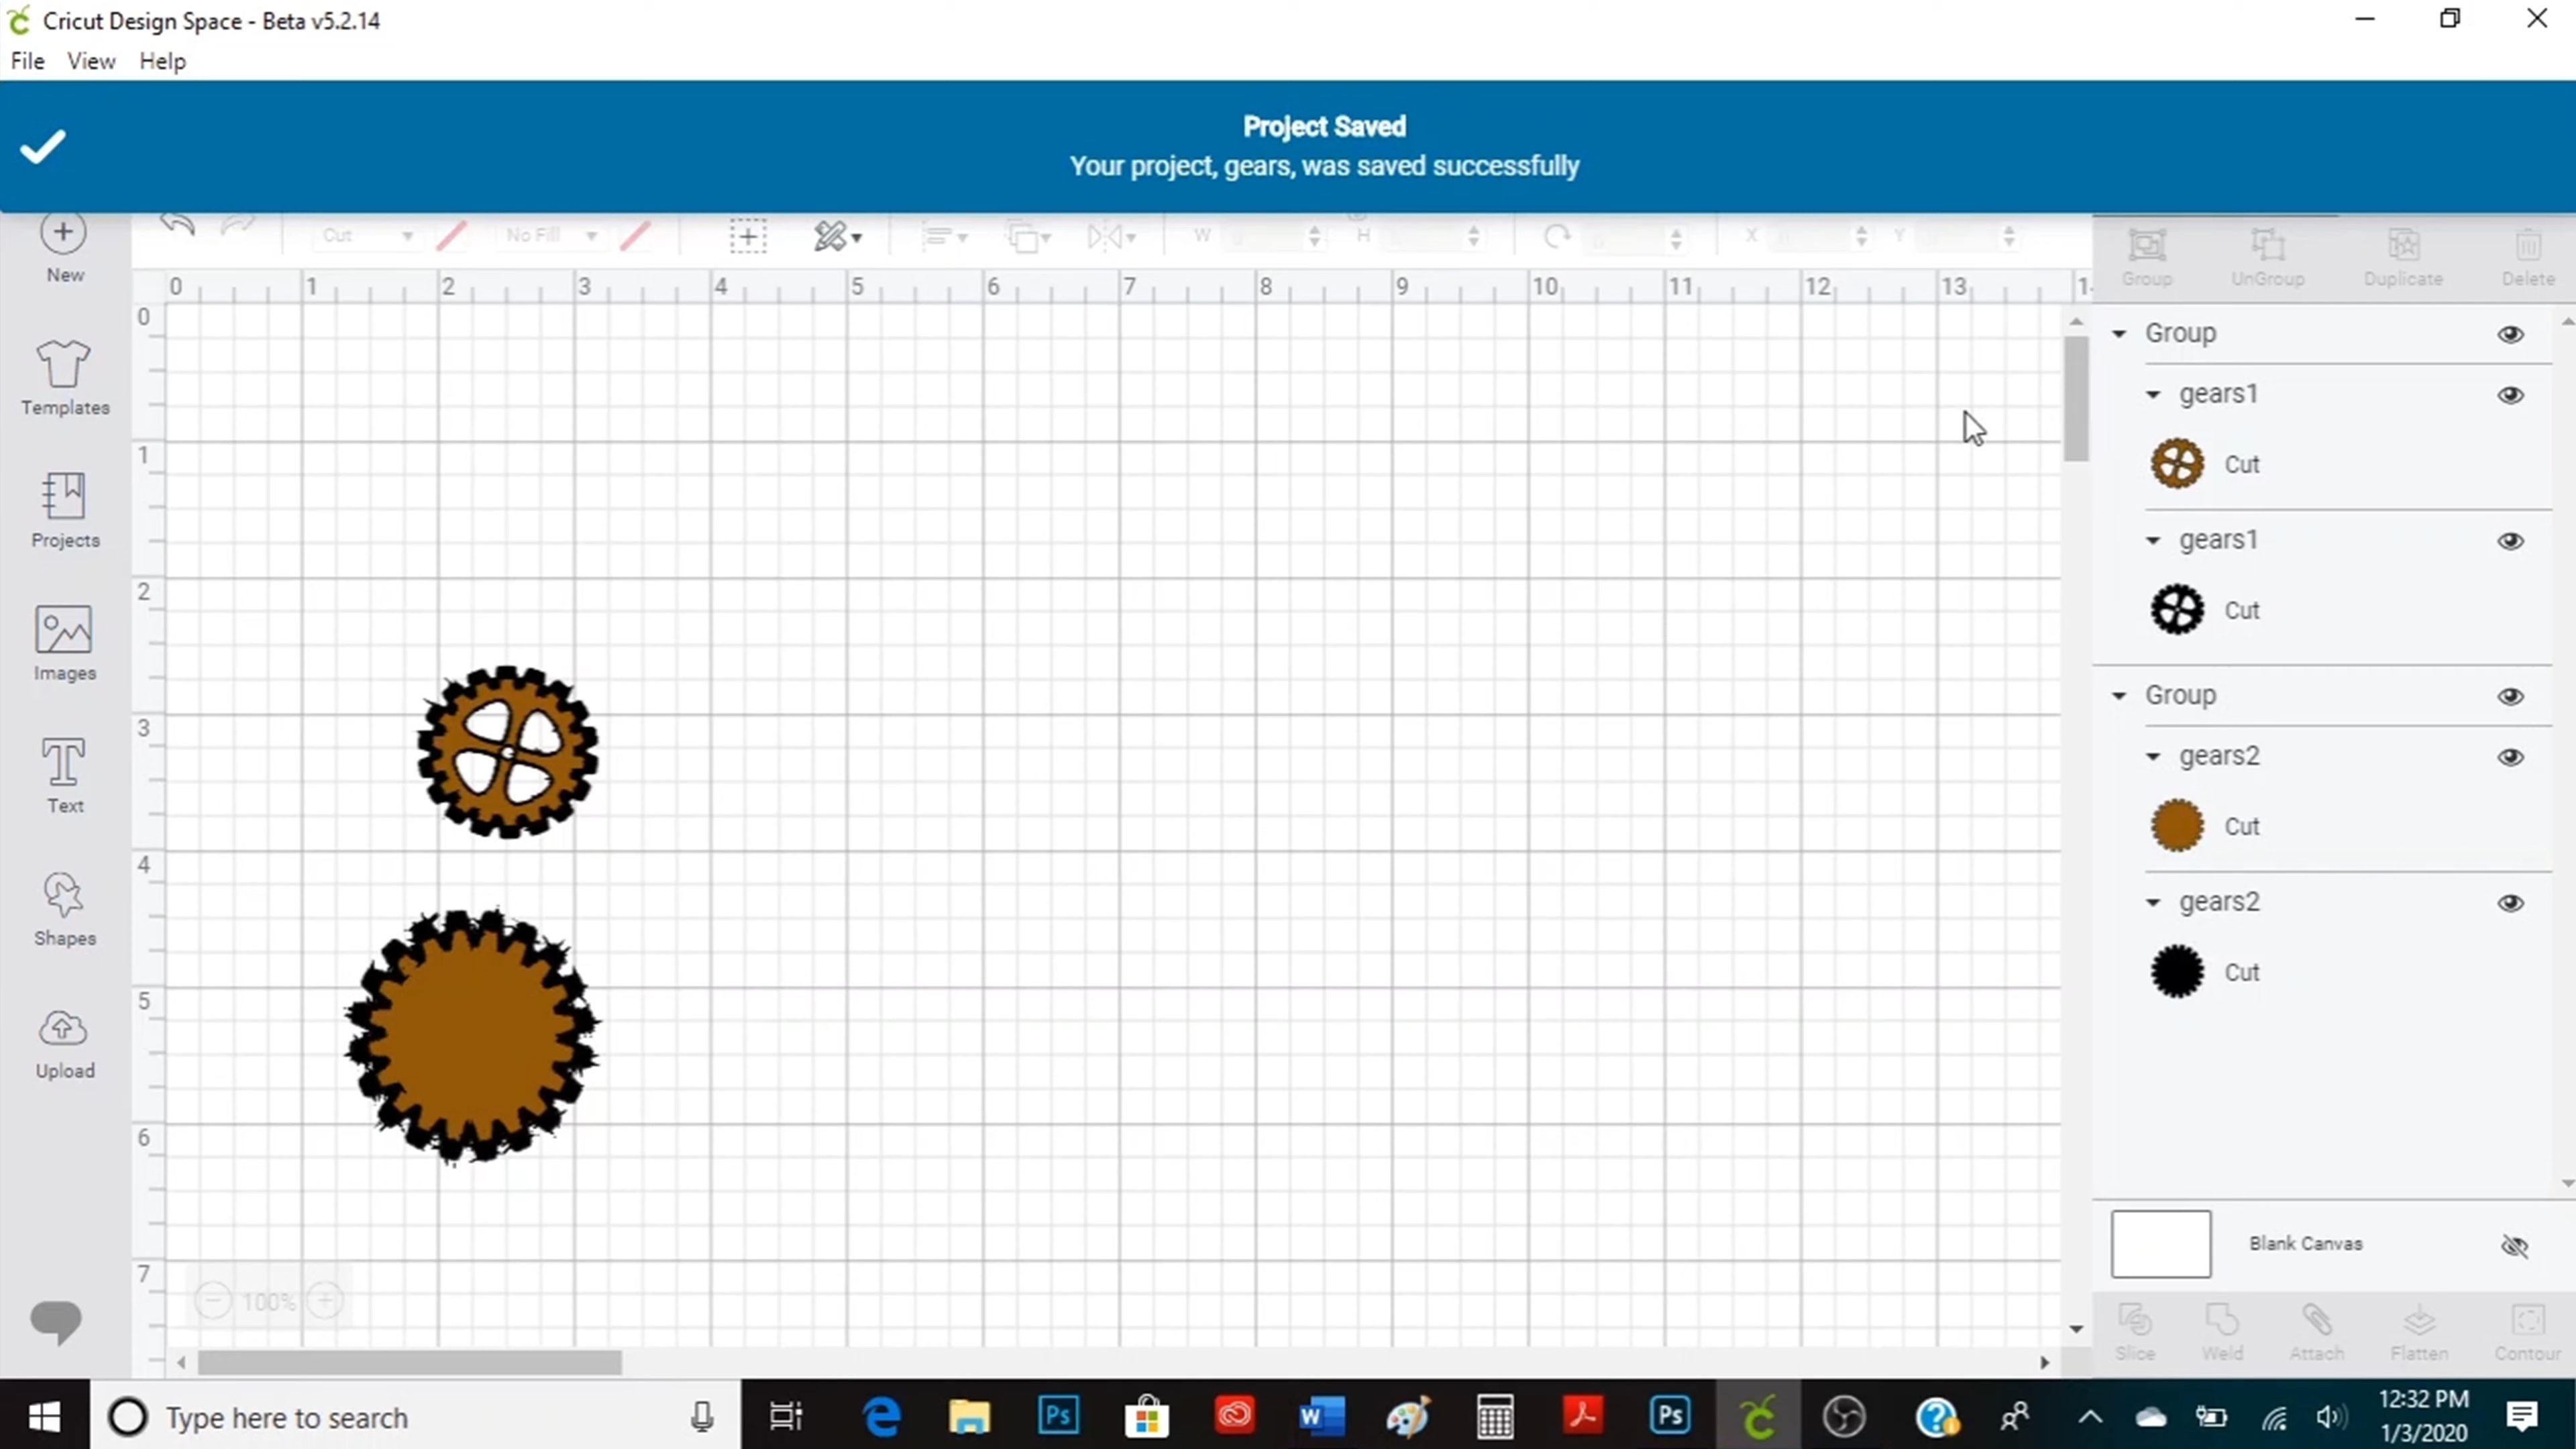 Cricut Design Space - Beta v5.2.14
File View Help
Project Saved
Your project, gears, was saved successfully
New
Cut No Fill W H X Y
Group UnGroup Duplicate Delete
0 1 2 3 4 5 6 7 8 9 10 11 12 13
0
1
2
3
4
5
6
7
Templates
Projects
Images
Text
Shapes
Upload
100%
Group
gears1
Cut
gears1
Cut
Group
gears2
Cut
gears2
Cut
Blank Canvas
Slice Weld Attach Flatten Contour
Type here to search
Ps
W
Ps
12:32 PM
1/3/2020